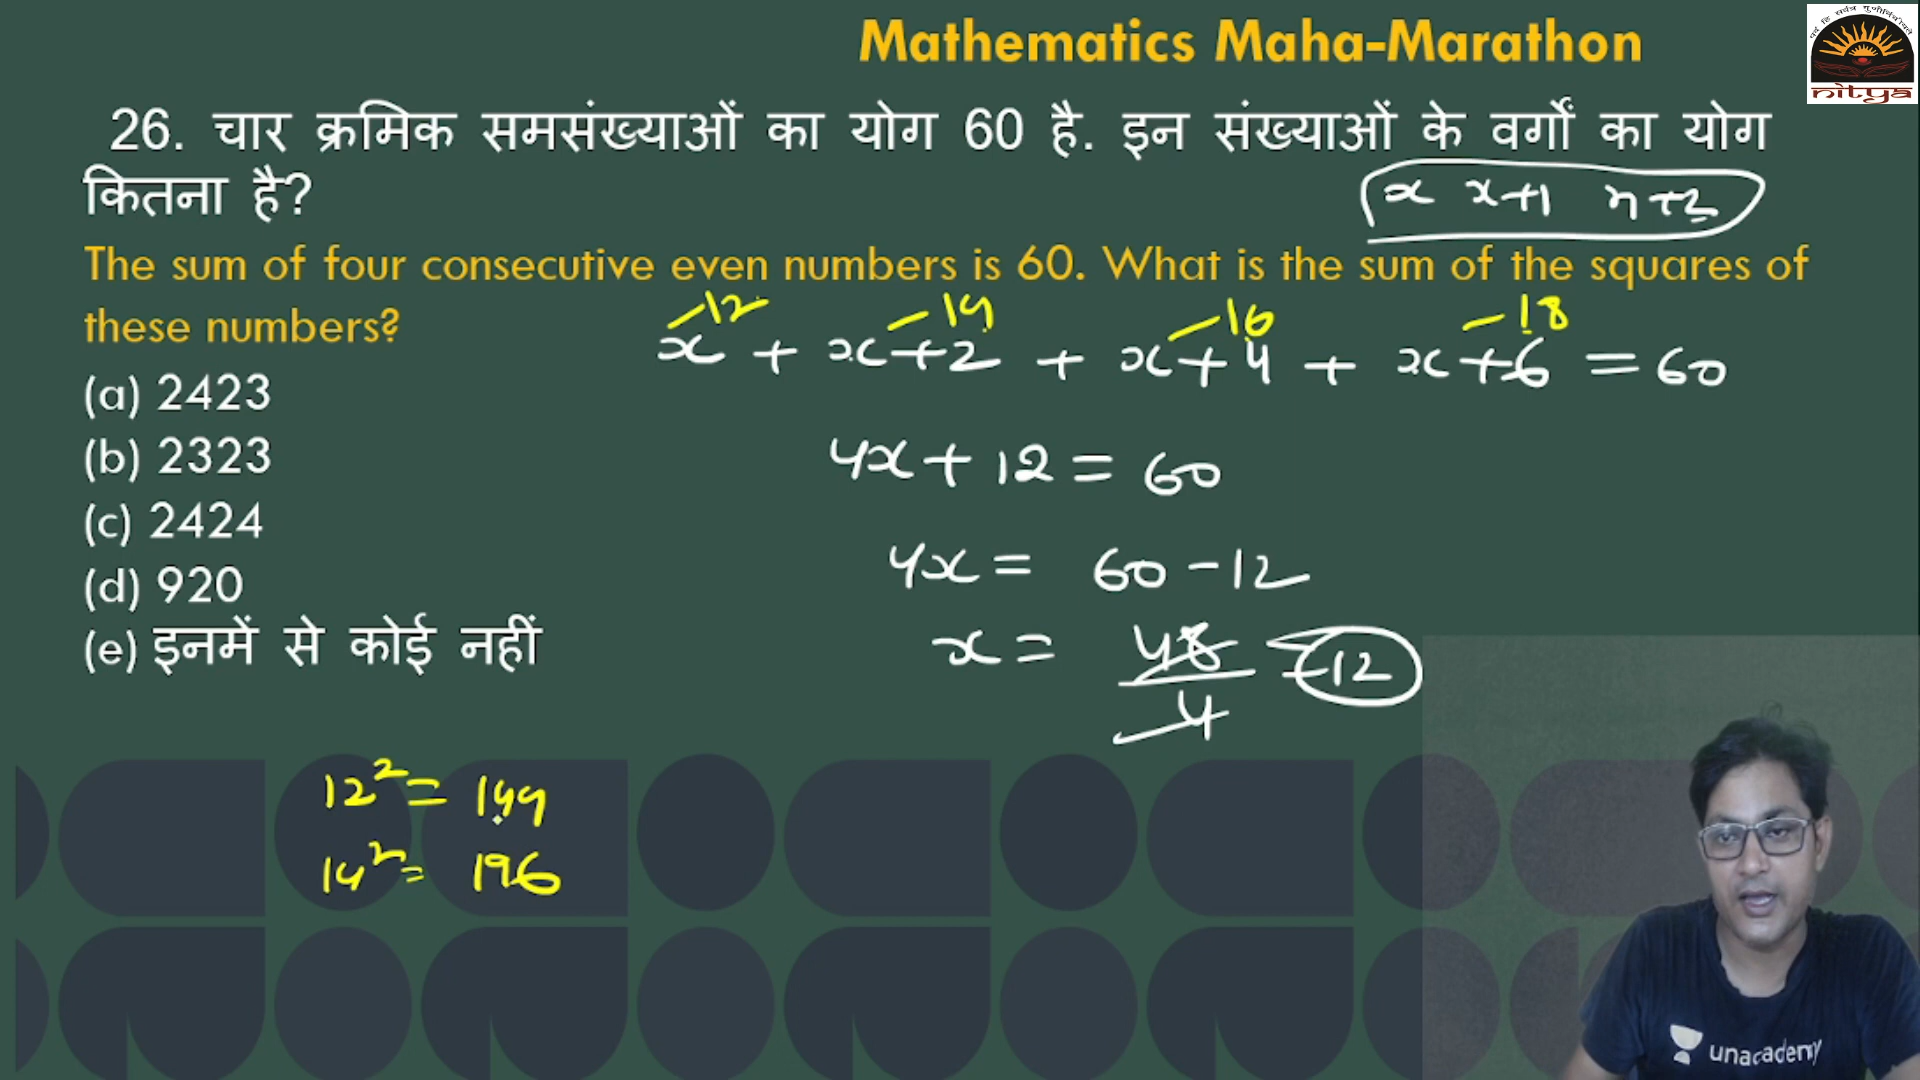 Mathematics Maha-Marathon
nitya
26. चार क्रमिक समसंख्याओं का योग 60 है. इन संख्याओं के वर्गों का योग
कितना है?
x x+1 x+2
The sum of four consecutive even numbers is 60. What is the sum of the squares of
these numbers?
12 14 16 18
x + x+2 + x+4 + x+6 = 60
(a) 2423
(b) 2323
(c) 2424
(d) 920
(e) इनमें से कोई नहीं
4x + 12 = 60
4x = 60 - 12
x = 48/4 = 12
12² = 144
14² = 196
unacademy